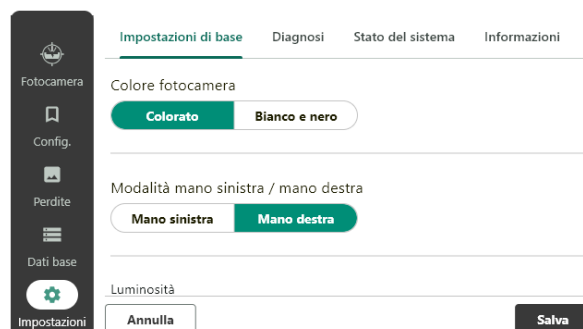 Impostazioni di base Diagnosi Stato del sistema Informazioni
Fotocamera
Config.
Perdite
Dati base
Impostazioni
Colore fotocamera
Colorato Bianco e nero
Modalità mano sinistra / mano destra
Mano sinistra Mano destra
Luminosità
Annulla Salva